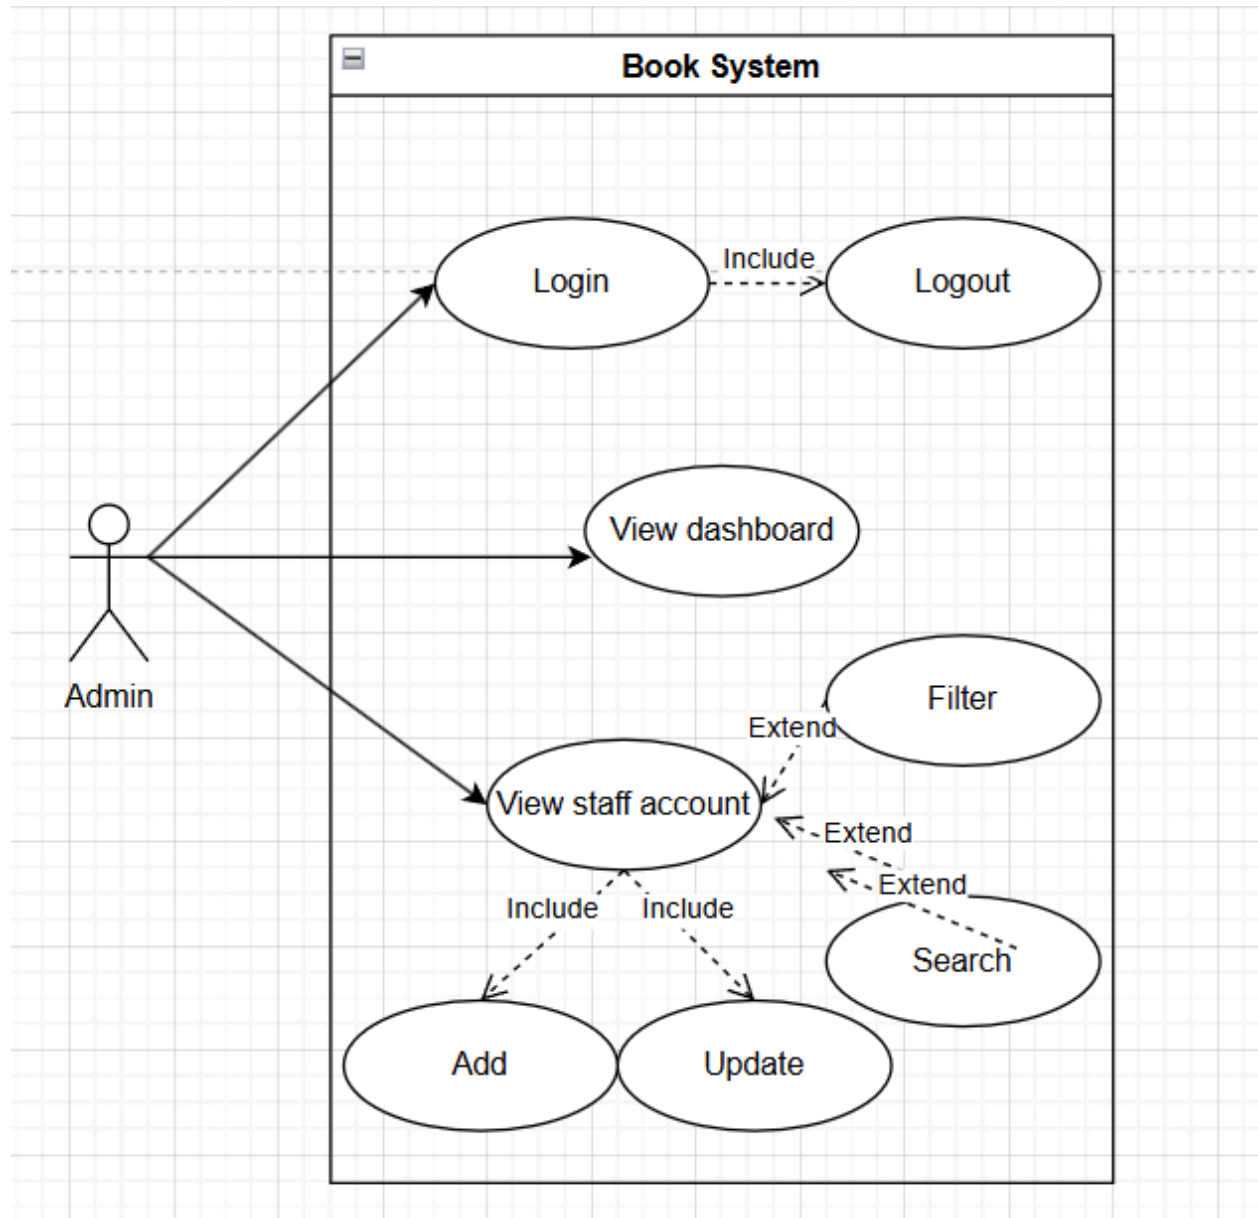 Book System
Login
Include
Logout
View dashboard
Admin
Filter
Extend
View staff account
Extend
Extend
Include
Include
Search
Add
Update